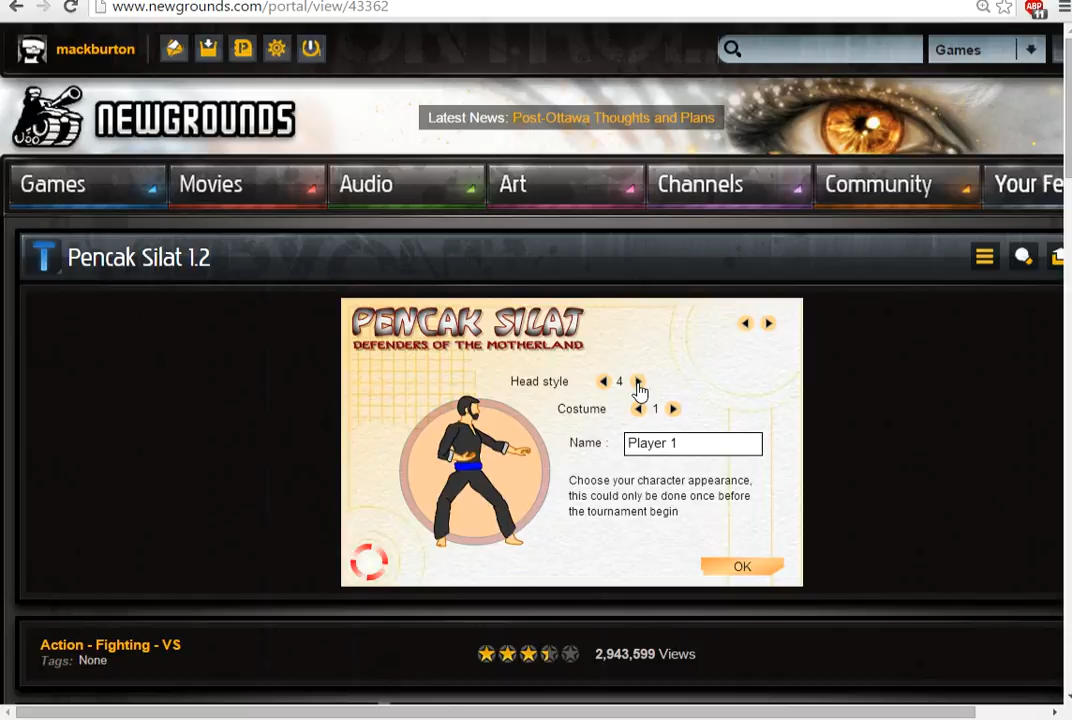 www.newgrounds.com/portal/view/43362
ABP
11
mackburton
P
Games
NEWGROUNDS
Latest News: Post-Ottawa Thoughts and Plans
Games
Movies
Audio
Art
Channels
Community
Your Fe
T
Pencak Silat 1.2
PENCAK SILAT
DEFENDERS OF THE MOTHERLAND
Head style 4
Costume 1
Name : Player 1
Choose your character appearance,
this could only be done once before
the tournament begin
OK
Action - Fighting - VS
2,943,599 Views
Tags: None